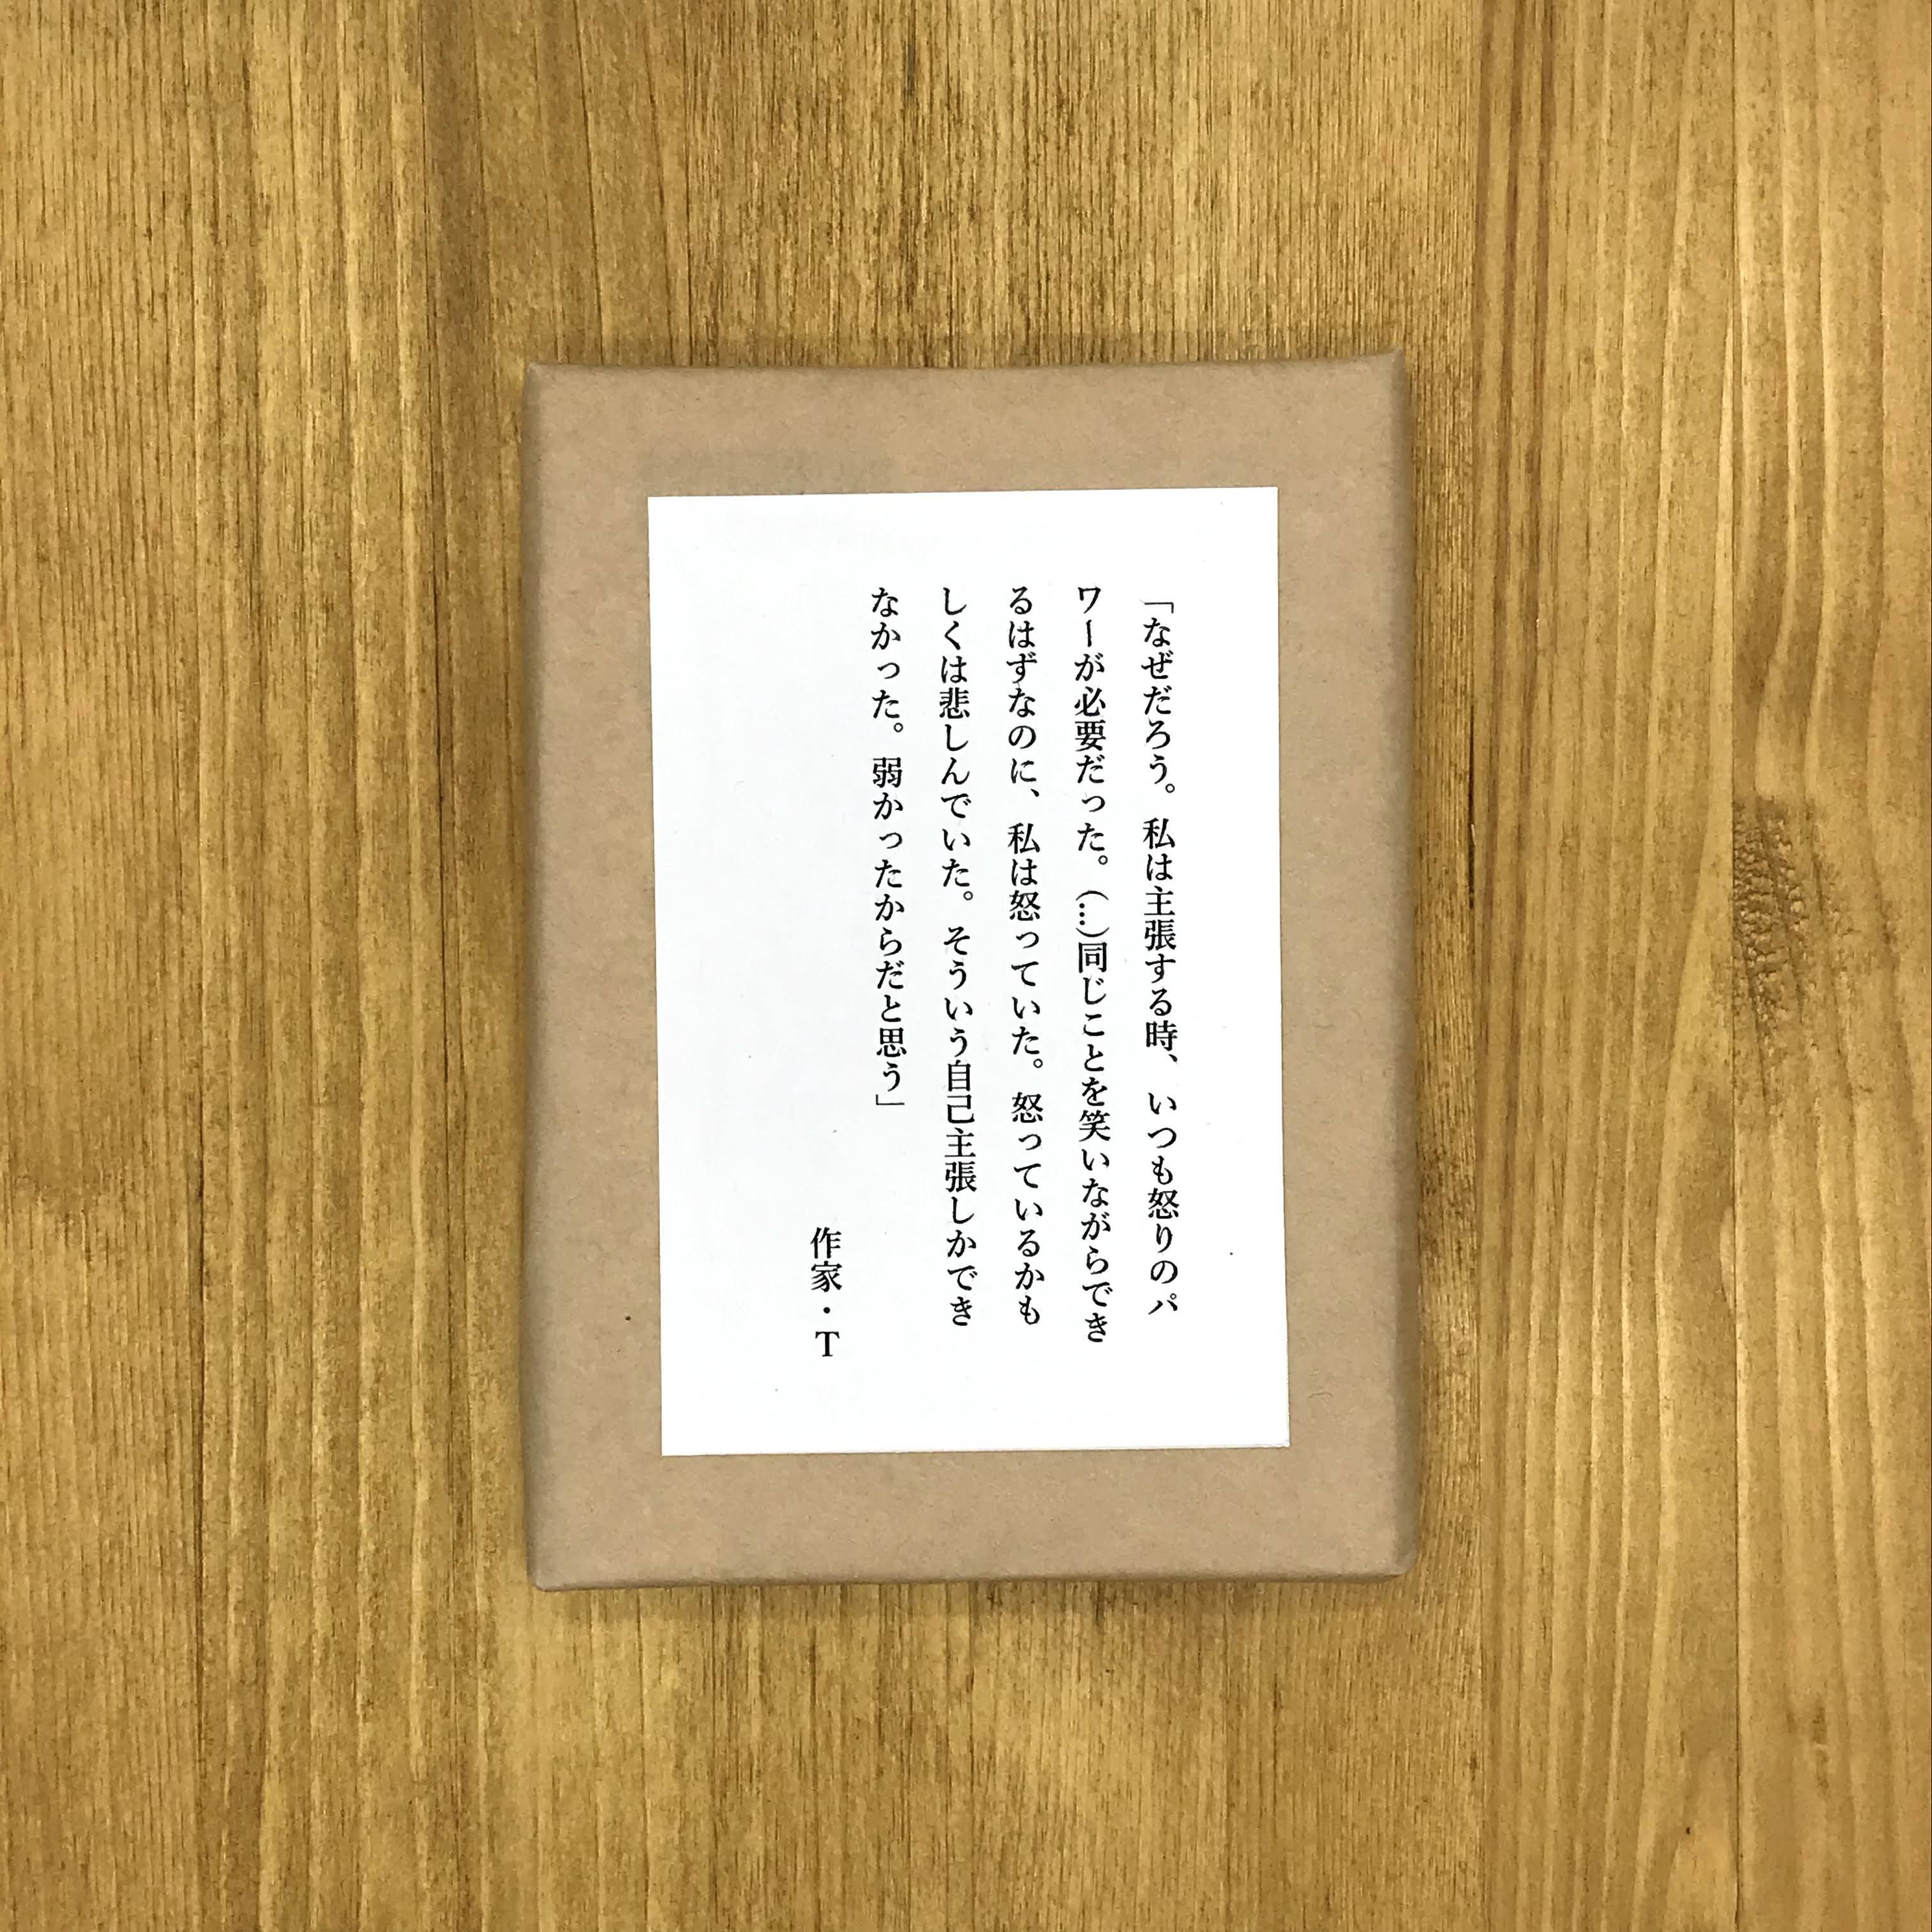 「なぜだろう。私は主張する時、いつも怒りのパ
ワーが必要だった。(…)同じことを笑いながらでき
るはずなのに、私は怒っていた。怒っているかも
しくは悲しんでいた。そういう自己主張しかでき
なかった。弱かったからだと思う」
作家・T